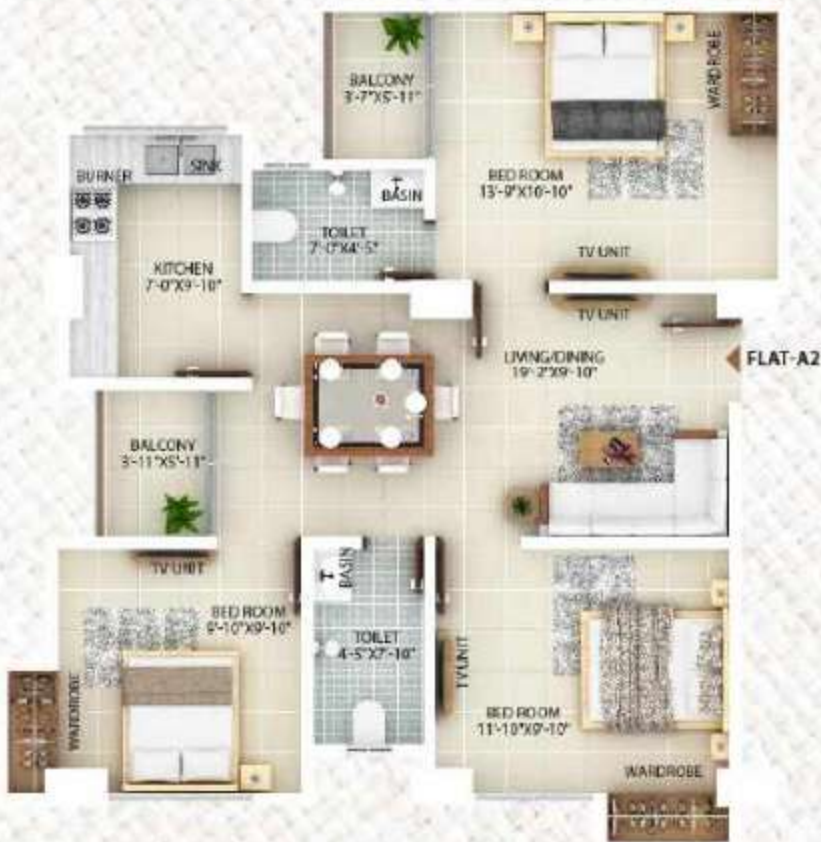 BALCONY
3'-7"X5'-11"
WARDROBE
BURNER
SINK
BASIN
BED ROOM
13'-9"X10'-10"
TOILET
7'-0"X4'-5"
KITCHEN
7'-0"X9'-10"
TV UNIT
TV UNIT
LIVING/DINING
19'-2"X9'-10"
FLAT-A2
BALCONY
3'-11"X5'-11"
TV UNIT
BASIN
BED ROOM
9'-10"X9'-10"
TOILET
4'-5"X7'-10"
TV UNIT
WARDROBE
BED ROOM
11'-10"X9'-10"
WARDROBE